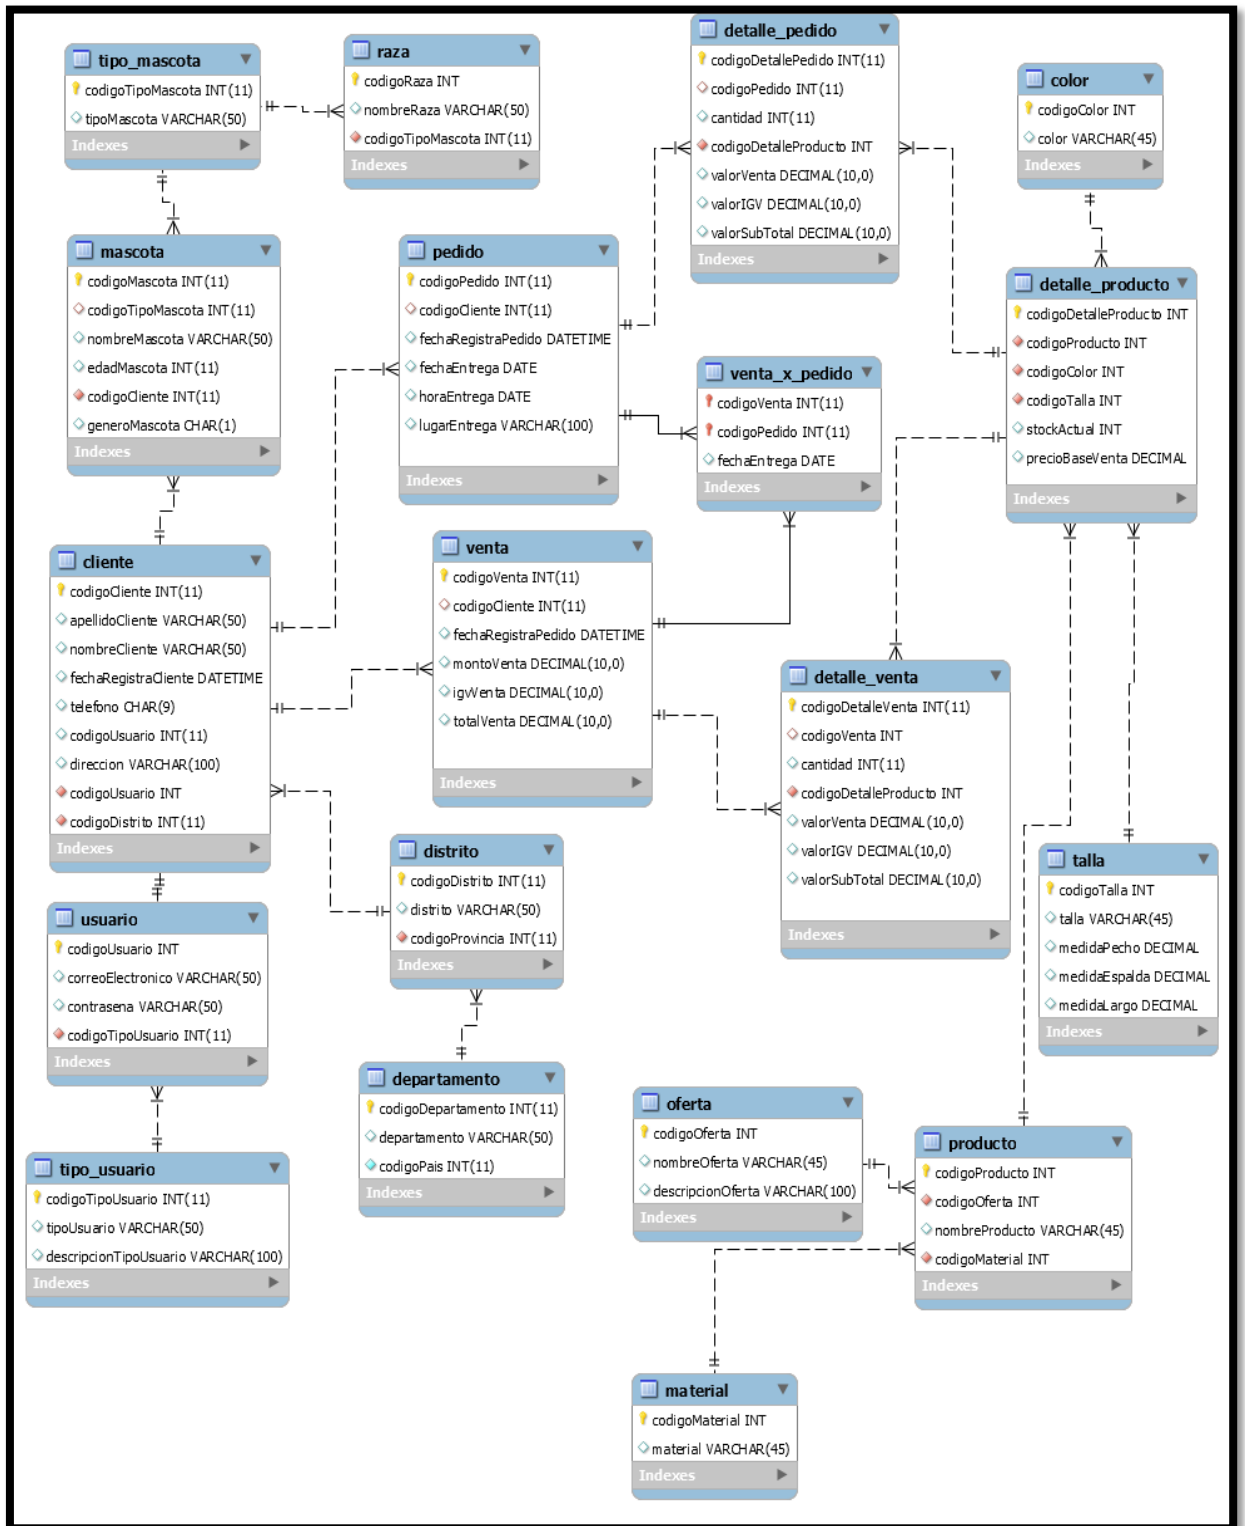 tipo_mascota
codigoTipoMascota INT(11)
tipoMascota VARCHAR(50)
Indexes
raza
codigoRaza INT
nombreRaza VARCHAR(50)
codigoTipoMascota INT(11)
Indexes
detalle_pedido
codigoDetallePedido INT(11)
codigoPedido INT(11)
cantidad INT(11)
codigoDetalleProducto INT
valorVenta DECIMAL(10,0)
valorIGV DECIMAL(10,0)
valorSubTotal DECIMAL(10,0)
Indexes
color
codigoColor INT
color VARCHAR(45)
Indexes
mascota
codigoMascota INT(11)
codigoTipoMascota INT(11)
nombreMascota VARCHAR(50)
edadMascota INT(11)
codigoCliente INT(11)
generoMascota CHAR(1)
Indexes
pedido
codigoPedido INT(11)
codigoCliente INT(11)
fechaRegistraPedido DATETIME
fechaEntrega DATE
horaEntrega DATE
lugarEntrega VARCHAR(100)
Indexes
venta_x_pedido
codigoVenta INT(11)
codigoPedido INT(11)
fechaEntrega DATE
Indexes
detalle_producto
codigoDetalleProducto INT
codigoProducto INT
codigoColor INT
codigoTalla INT
stockActual INT
precioBaseVenta DECIMAL
Indexes
cliente
codigoCliente INT(11)
apellidoCliente VARCHAR(50)
nombreCliente VARCHAR(50)
fechaRegistraCliente DATETIME
telefono CHAR(9)
codigoUsuario INT(11)
direccion VARCHAR(100)
codigoUsuario INT
codigoDistrito INT(11)
Indexes
venta
codigoVenta INT(11)
codigoCliente INT(11)
fechaRegistraPedido DATETIME
montoVenta DECIMAL(10,0)
igvVenta DECIMAL(10,0)
totalVenta DECIMAL(10,0)
Indexes
detalle_venta
codigoDetalleVenta INT(11)
codigoVenta INT
cantidad INT(11)
codigoDetalleProducto INT
valorVenta DECIMAL(10,0)
valorIGV DECIMAL(10,0)
valorSubTotal DECIMAL(10,0)
Indexes
distrito
codigoDistrito INT(11)
distrito VARCHAR(50)
codigoProvincia INT(11)
Indexes
talla
codigoTalla INT
talla VARCHAR(45)
medidaPecho DECIMAL
medidaEspalda DECIMAL
medidaLargo DECIMAL
Indexes
usuario
codigoUsuario INT
correoElectronico VARCHAR(50)
contrasena VARCHAR(50)
codigoTipoUsuario INT(11)
Indexes
departamento
codigoDepartamento INT(11)
departamento VARCHAR(50)
codigoPais INT(11)
Indexes
oferta
codigoOferta INT
nombreOferta VARCHAR(45)
descripcionOferta VARCHAR(100)
Indexes
producto
codigoProducto INT
codigoOferta INT
nombreProducto VARCHAR(45)
codigoMaterial INT
Indexes
tipo_usuario
codigoTipoUsuario INT(11)
tipoUsuario VARCHAR(50)
descripcionTipoUsuario VARCHAR(100)
Indexes
material
codigoMaterial INT
material VARCHAR(45)
Indexes